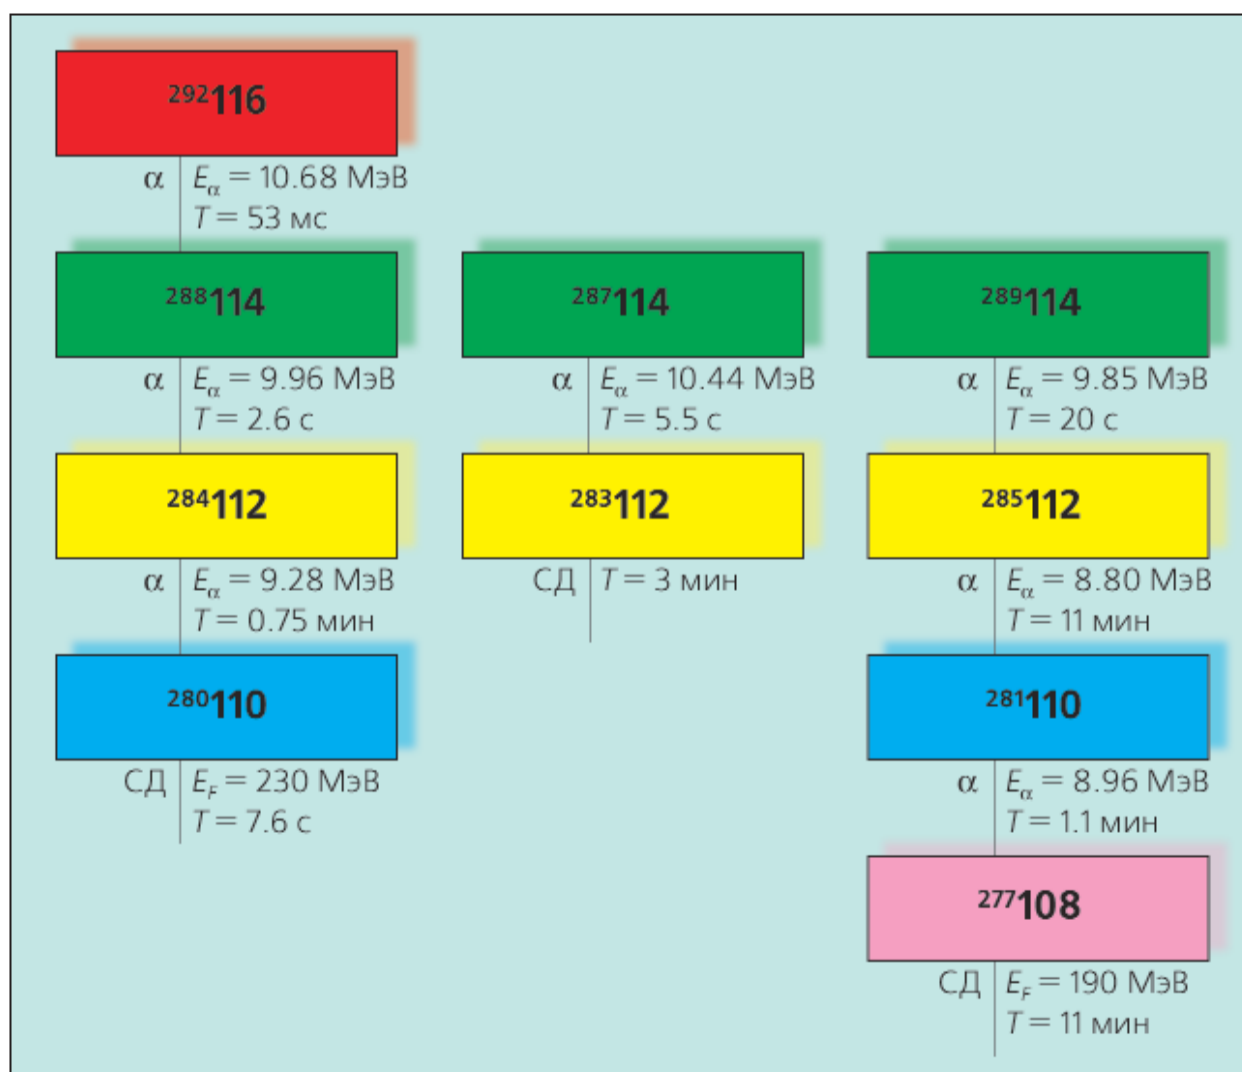 ²⁹²116
α Eα = 10.68 МэВ
T = 53 мс
²⁸⁸114
α Eα = 9.96 МэВ
T = 2.6 с
²⁸⁴112
α Eα = 9.28 МэВ
T = 0.75 мин
²⁸⁰110
СД EF = 230 МэВ
T = 7.6 с
²⁸⁷114
α Eα = 10.44 МэВ
T = 5.5 с
²⁸³112
СД T = 3 мин
²⁸⁹114
α Eα = 9.85 МэВ
T = 20 с
²⁸⁵112
α Eα = 8.80 МэВ
T = 11 мин
²⁸¹110
α Eα = 8.96 МэВ
T = 1.1 мин
²⁷⁷108
СД EF = 190 МэВ
T = 11 мин